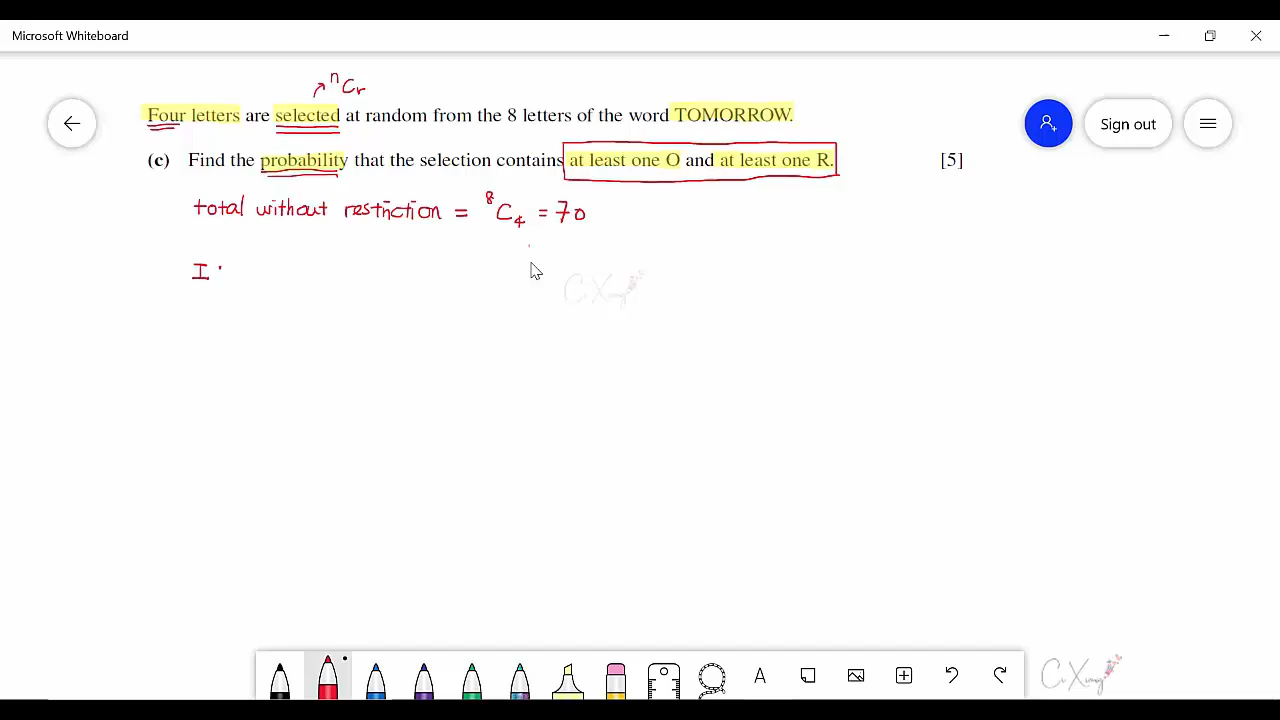 Microsoft Whiteboard
nCr
Four letters are selected at random from the 8 letters of the word TOMORROW.
Sign out
(c) Find the probability that the selection contains at least one O and at least one R. [5]
total without restriction = 8C4 = 70
I
A